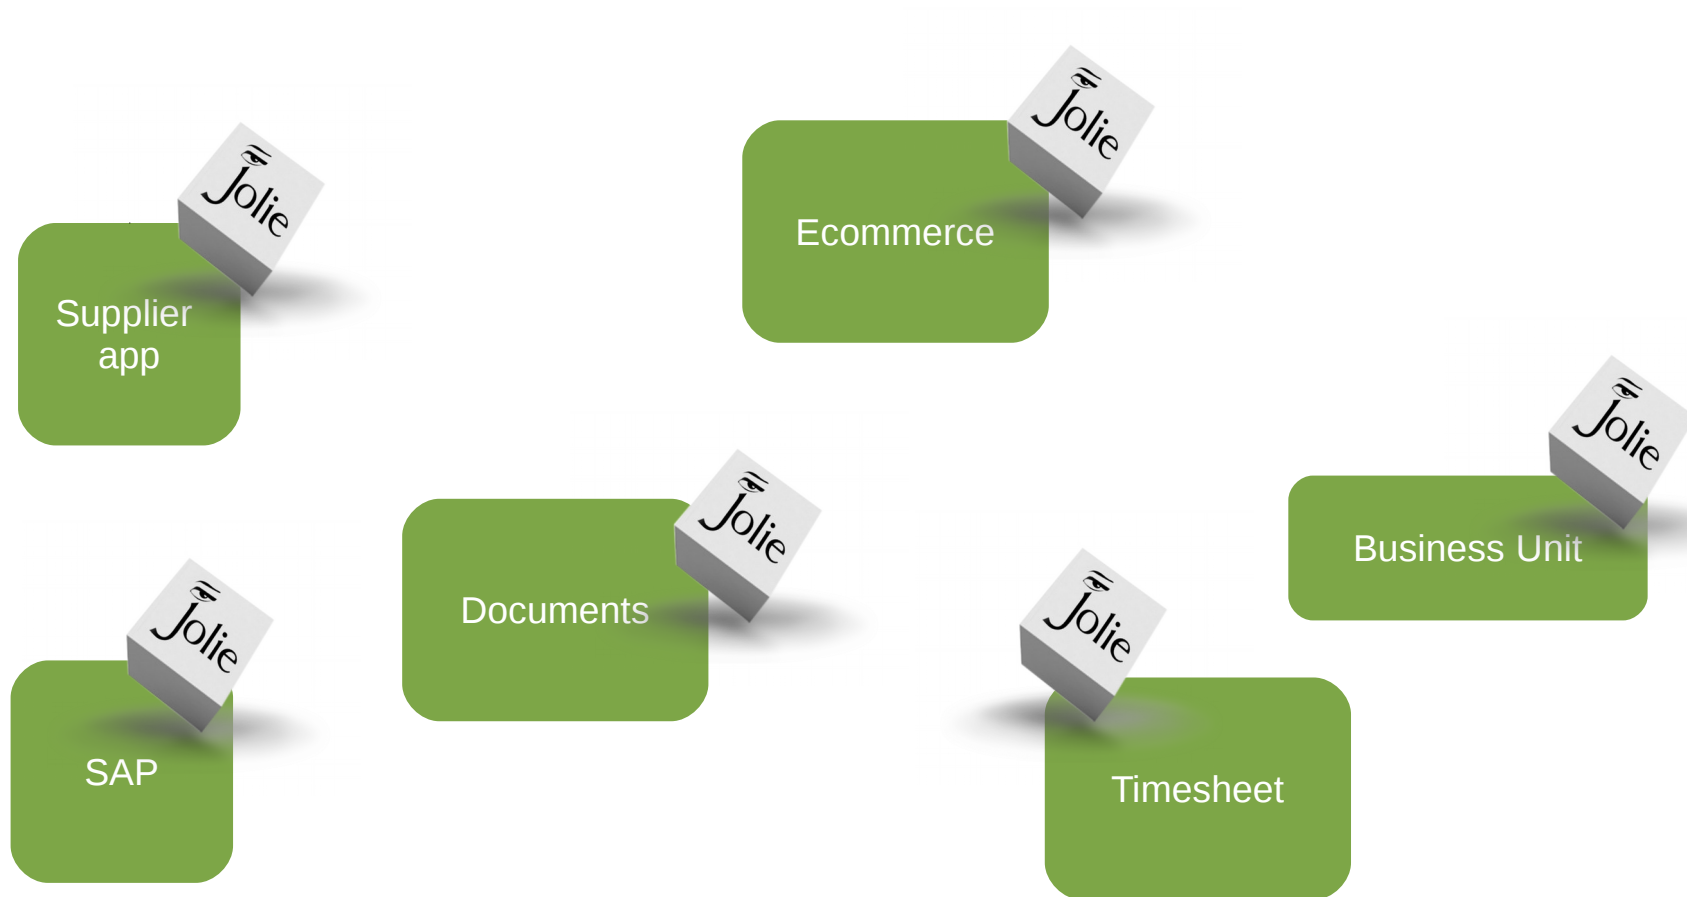 Jolie
Ecommerce
Jolie
Supplier
app
Jolie
Business Unit
Jolie
Documents
Jolie
SAP
Jolie
Timesheet